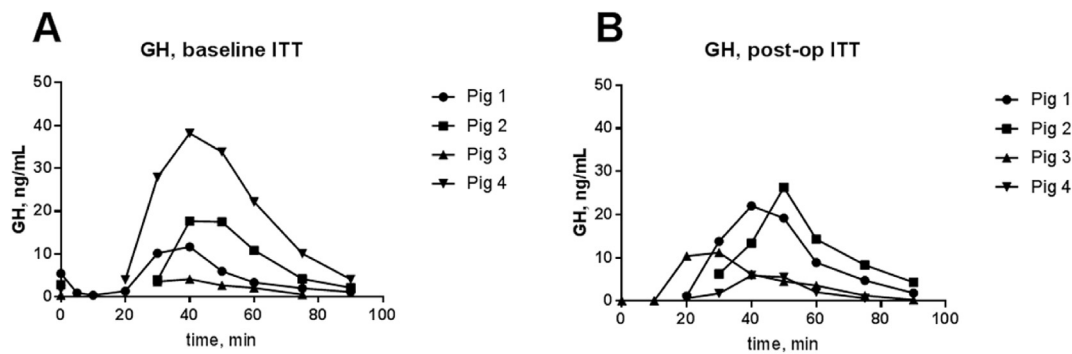 A
GH, baseline ITT
GH, ng/mL
50
40
30
20
10
0
0 20 40 60 80 100
time, min
Pig 1
Pig 2
Pig 3
Pig 4
B
GH, post-op ITT
GH, ng/mL
50
40
30
20
10
0
0 20 40 60 80 100
time, min
Pig 1
Pig 2
Pig 3
Pig 4